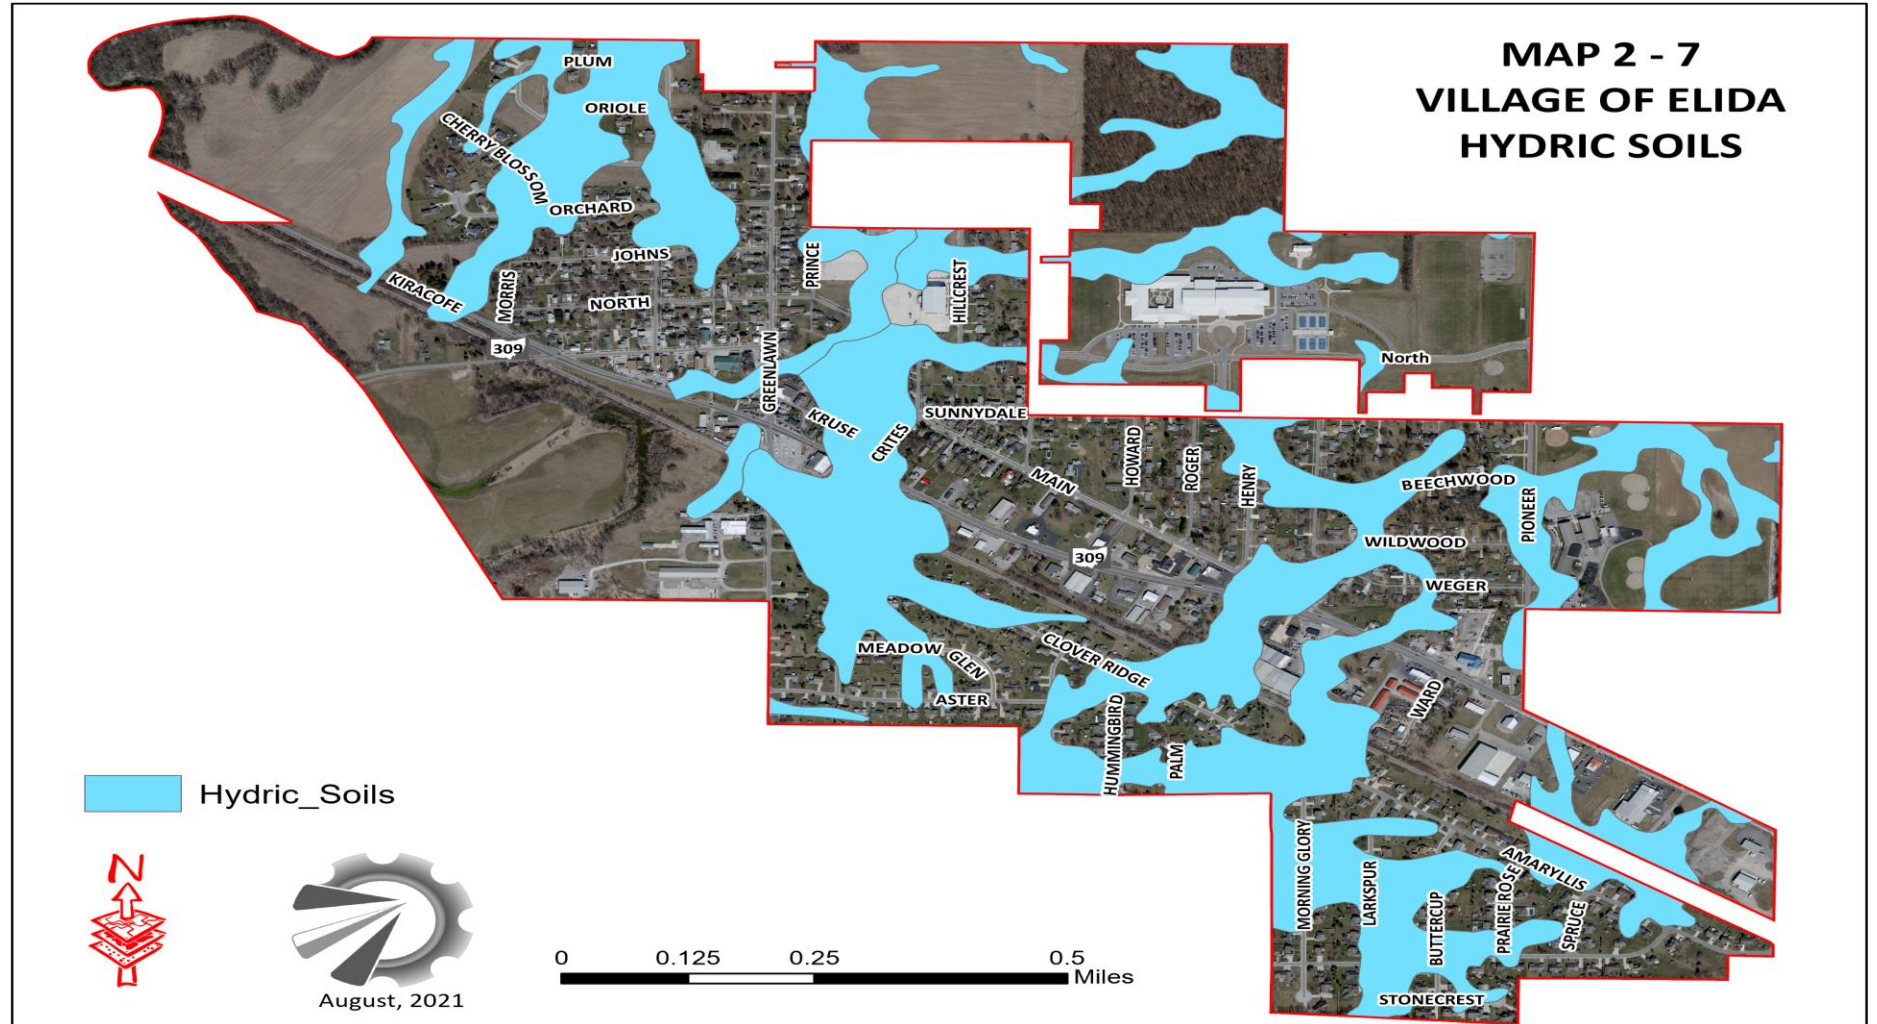 MAP 2 - 7
VILLAGE OF ELIDA
HYDRIC SOILS
PLUM
ORIOLE
CHERRY BLOSSOM
ORCHARD
JOHNS
PRINCE
KIRACOFE
MORRIS
NORTH
HILLCREST
309
GREENLAWN
North
KRUSE
SUNNYDALE
CRITES
MAIN
HOWARD
ROGER
HENRY
BEECHWOOD
PIONEER
WILDWOOD
309
WEGER
MEADOW
GLEN
CLOVER RIDGE
ASTER
WARD
HUMMINGBIRD
PALM
Hydric_Soils
MORNING GLORY
LARKSPUR
BUTTERCUP
PRAIRIE ROSE
AMARYLLIS
SPRUCE
STONECREST
N
August, 2021
0 0.125 0.25 0.5
Miles